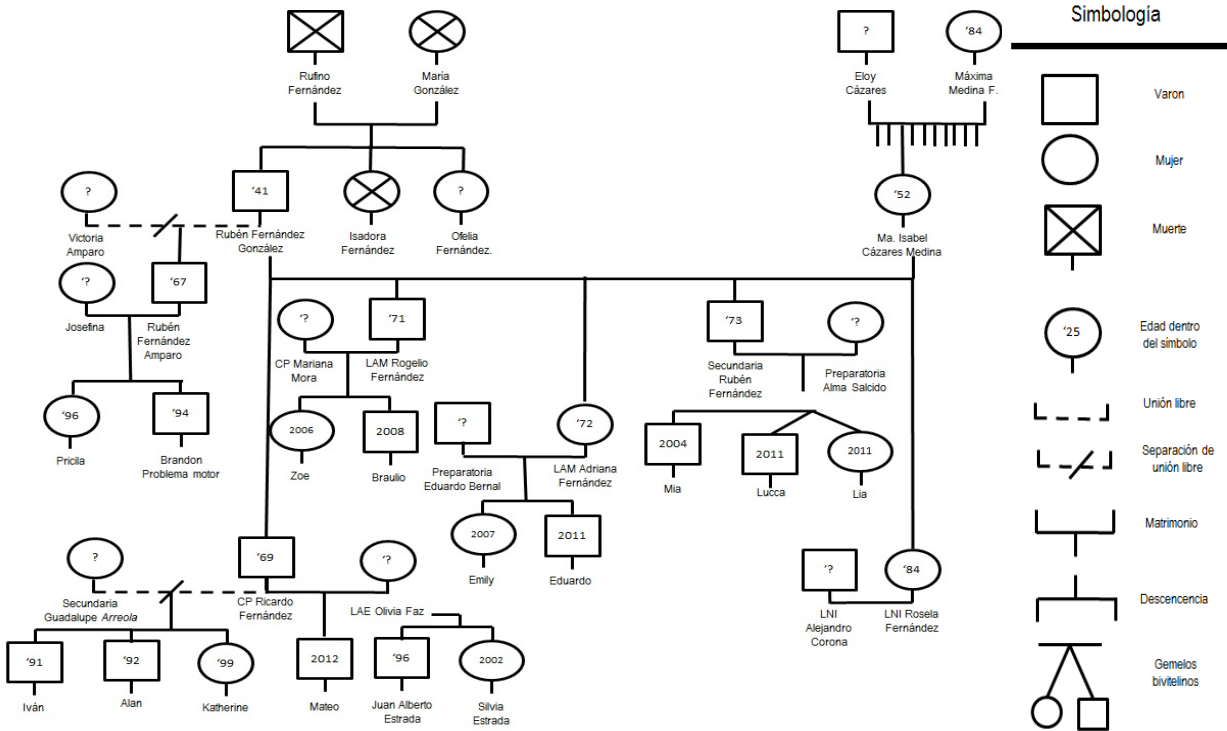 Simbología
?
'84
Rufino
Fernández
María
González
Eloy
Cázares
Máxima
Medina F.
Varon
Mujer
?
'41
?
'52
Victoria
Amparo
Rubén Fernández
González
Isadora
Fernández
Ofelia
Fernández.
Ma. Isabel
Cázares Medina
Muerte
'?
'67
Josefina
Rubén
Fernández
Amparo
'?
'71
CP Mariana
Mora
LAM Rogelio
Fernández
'73
'?
Secundaria
Rubén
Fernández
Preparatoria
Alma Salcido
'25
Edad dentro
del símbolo
'96
'94
Pricila
Brandon
Problema motor
2006
2008
Zoe
Braulio
'?
'72
Preparatoria
Eduardo Bernal
LAM Adriana
Fernández
2004
2011
2011
Mia
Lucca
Lia
Unión libre
Separación de
unión libre
2007
2011
Emily
Eduardo
Matrimonio
?
'69
'?
Secundaria
Guadalupe Arreola
CP Ricardo
Fernández
LAE Olivia Faz
'?
'84
LNI
Alejandro
Corona
LNI Rosela
Fernández
Descencencia
'91
'92
'99
2012
'96
2002
Iván
Alan
Katherine
Mateo
Juan Alberto
Estrada
Silvia
Estrada
Gemelos
bivitelinos